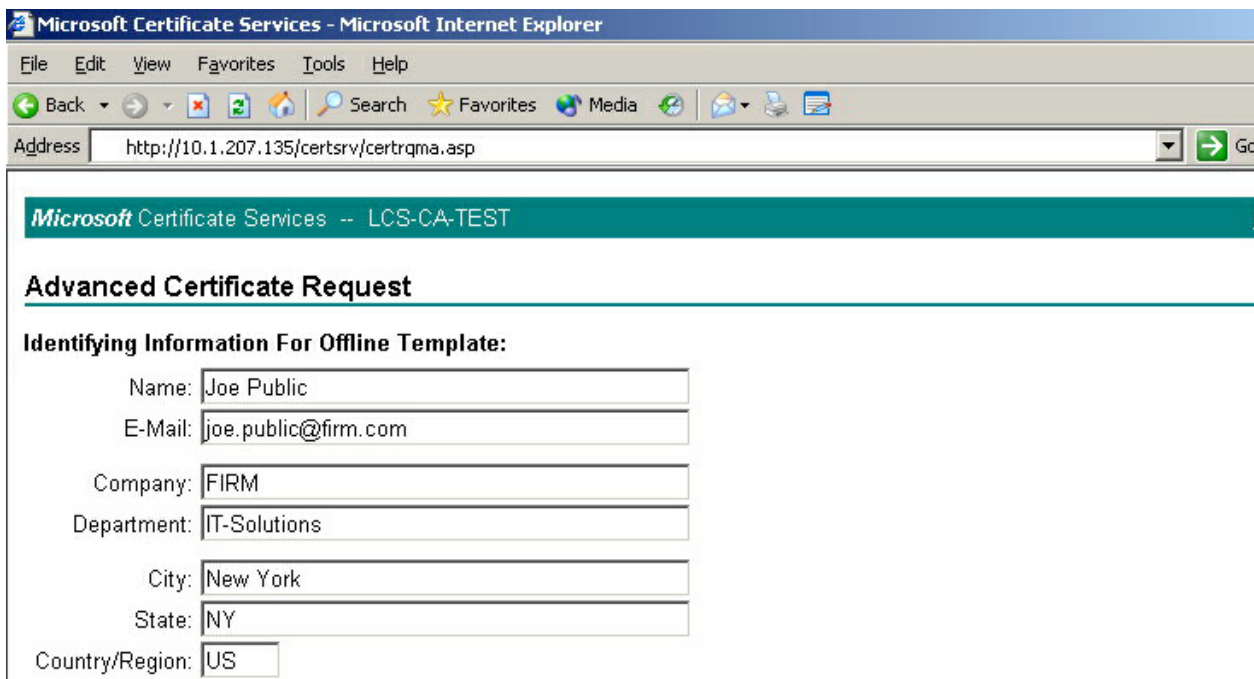 Microsoft Certificate Services - Microsoft Internet Explorer
File Edit View Favorites Tools Help
Back Search Favorites Media
Address http://10.1.207.135/certsrv/certrqma.asp Go
Microsoft Certificate Services -- LCS-CA-TEST
Advanced Certificate Request
Identifying Information For Offline Template:
Name: Joe Public
E-Mail: joe.public@firm.com
Company: FIRM
Department: IT-Solutions
City: New York
State: NY
Country/Region: US